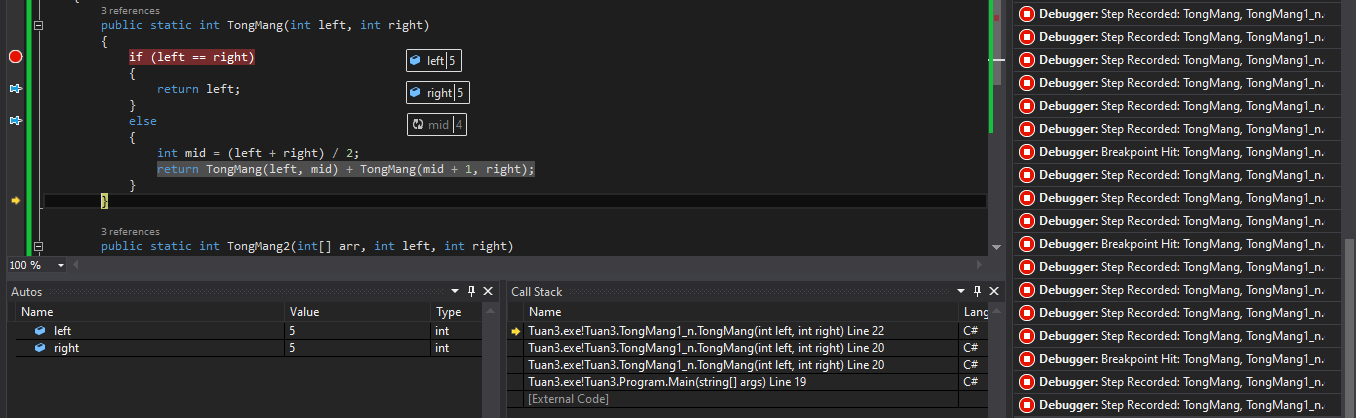 {
3 references
public static int TongMang(int left, int right)
{
if (left == right)
left 5
{
return left;
right 5
}
else
mid 4
{
int mid = (left + right) / 2;
return TongMang(left, mid) + TongMang(mid + 1, right);
}
}
3 references
public static int TongMang2(int[] arr, int left, int right)
100 %
Autos
Name Value Type
left 5 int
right 5 int
Call Stack
Name Lang
Tuan3.exe!Tuan3.TongMang1_n.TongMang(int left, int right) Line 22 C#
Tuan3.exe!Tuan3.TongMang1_n.TongMang(int left, int right) Line 20 C#
Tuan3.exe!Tuan3.TongMang1_n.TongMang(int left, int right) Line 20 C#
Tuan3.exe!Tuan3.Program.Main(string[] args) Line 19 C#
[External Code]
Debugger: Step Recorded: TongMang, TongMang1_n.
Debugger: Step Recorded: TongMang, TongMang1_n.
Debugger: Step Recorded: TongMang, TongMang1_n.
Debugger: Step Recorded: TongMang, TongMang1_n.
Debugger: Step Recorded: TongMang, TongMang1_n.
Debugger: Step Recorded: TongMang, TongMang1_n.
Debugger: Breakpoint Hit: TongMang, TongMang1_n.
Debugger: Step Recorded: TongMang, TongMang1_n.
Debugger: Step Recorded: TongMang, TongMang1_n.
Debugger: Step Recorded: TongMang, TongMang1_n.
Debugger: Breakpoint Hit: TongMang, TongMang1_n.
Debugger: Step Recorded: TongMang, TongMang1_n.
Debugger: Step Recorded: TongMang, TongMang1_n.
Debugger: Step Recorded: TongMang, TongMang1_n.
Debugger: Step Recorded: TongMang, TongMang1_n.
Debugger: Breakpoint Hit: TongMang, TongMang1_n.
Debugger: Step Recorded: TongMang, TongMang1_n.
Debugger: Step Recorded: TongMang, TongMang1_n.